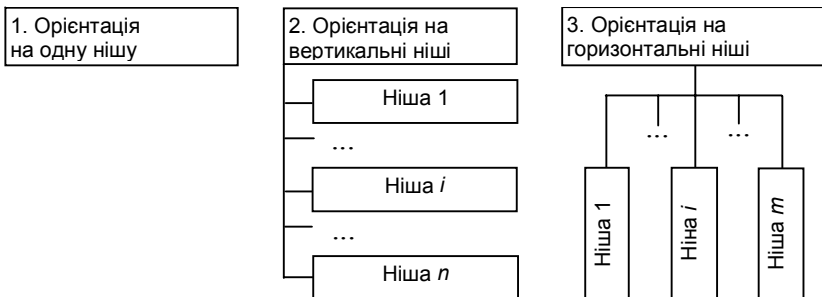 1. Орієнтація
на одну нішу
2. Орієнтація на
вертикальні ніші
Ніша 1
...
Ніша i
...
Ніша n
3. Орієнтація на
горизонтальні ніші
...
...
Ніша 1
Ніна i
Ніша m